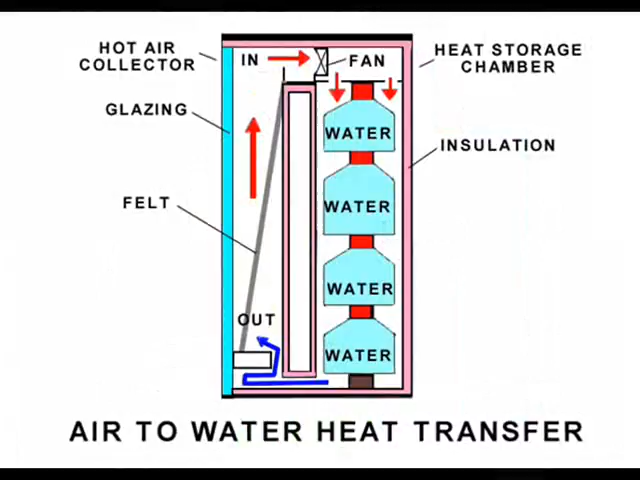 HOT AIR
COLLECTOR
IN
FAN
HEAT STORAGE
CHAMBER
GLAZING
WATER
INSULATION
FELT
WATER
WATER
OUT
WATER
AIR TO WATER HEAT TRANSFER